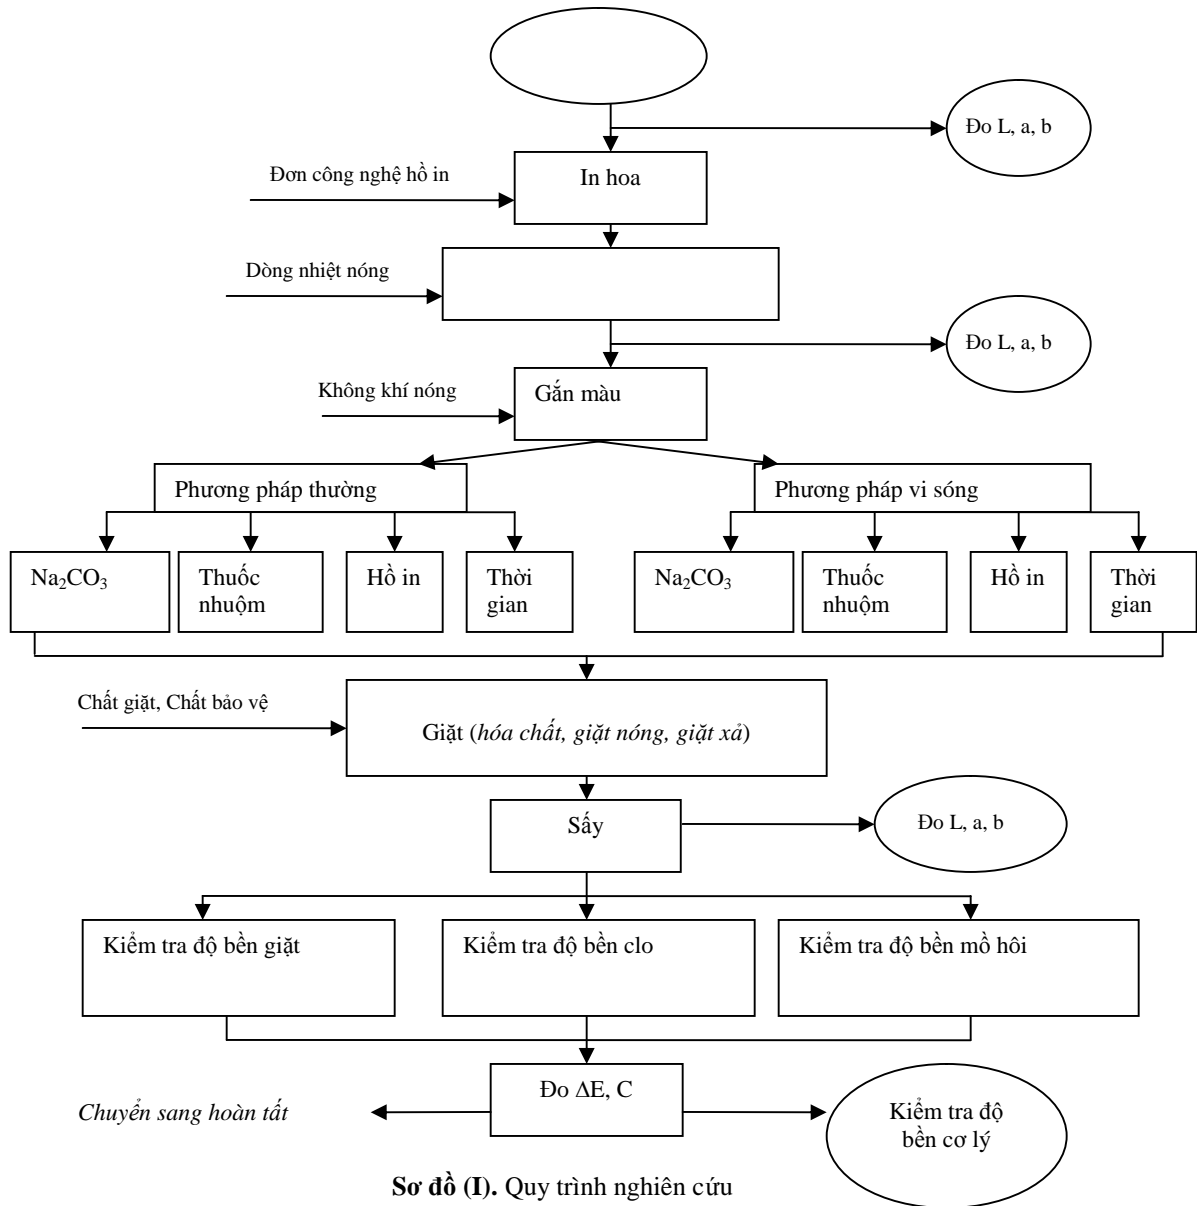 Đo L, a, b
Đơn công nghệ hồ in
In hoa
Dòng nhiệt nóng
Đo L, a, b
Không khí nóng
Gắn màu
Phương pháp thường
Phương pháp vi sóng
Na₂CO₃
Thuốc
nhuộm
Hồ in
Thời
gian
Na₂CO₃
Thuốc
nhuộm
Hồ in
Thời
gian
Chất giặt, Chất bảo vệ
Giặt (hóa chất, giặt nóng, giặt xả)
Sấy
Đo L, a, b
Kiểm tra độ bền giặt
Kiểm tra độ bền clo
Kiểm tra độ bền mồ hôi
Chuyển sang hoàn tất
Đo ΔE, C
Kiểm tra độ
bền cơ lý
Sơ đồ (I). Quy trình nghiên cứu